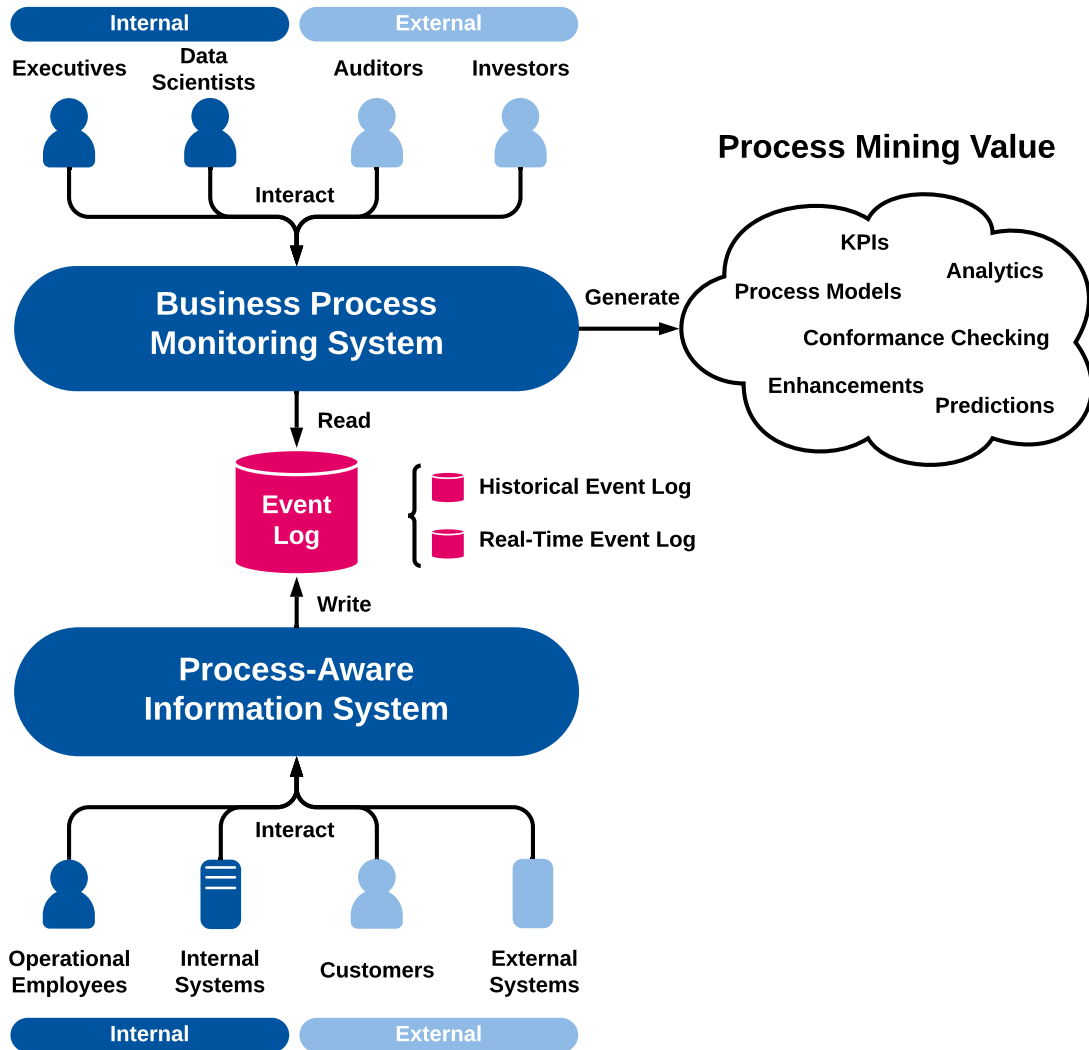 Internal
External
Executives
Data
Scientists
Auditors
Investors
Interact
Process Mining Value
Business Process
Monitoring System
Generate
KPIs
Analytics
Process Models
Conformance Checking
Enhancements
Predictions
Read
Event
Log
Historical Event Log
Real-Time Event Log
Write
Process-Aware
Information System
Interact
Operational
Employees
Internal
Systems
Customers
External
Systems
Internal
External